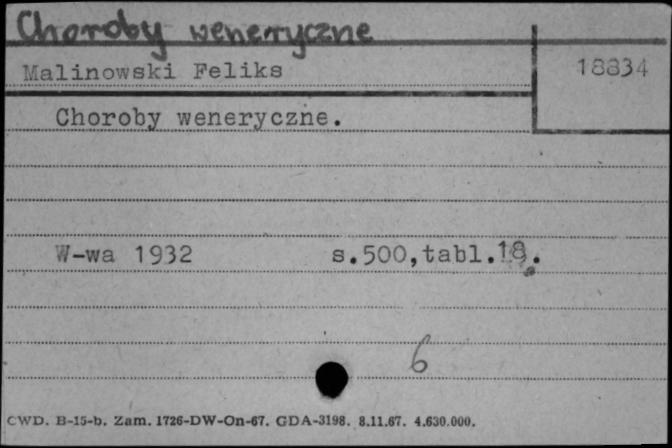 Choroby weneryczne
Malinowski Feliks
18834
Choroby weneryczne.
W-wa 1932 s.500,tabl.18.
6
CWD. B-15-b. Zam. 1726-DW-On-67. GDA-3198. 8.11.67. 4.630.000.